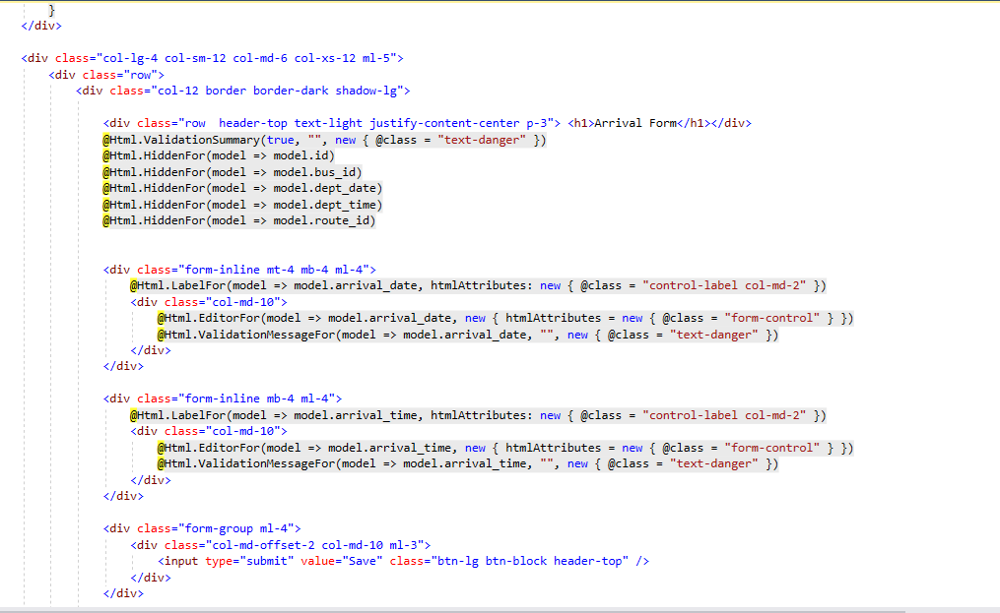 }
</div>
<div class="col-lg-4 col-sm-12 col-md-6 col-xs-12 ml-5">
<div class="row">
<div class="col-12 border border-dark shadow-lg">
<div class="row  header-top text-light justify-content-center p-3"> <h1>Arrival Form</h1></div>
@Html.ValidationSummary(true, "", new { @class = "text-danger" })
@Html.HiddenFor(model => model.id)
@Html.HiddenFor(model => model.bus_id)
@Html.HiddenFor(model => model.dept_date)
@Html.HiddenFor(model => model.dept_time)
@Html.HiddenFor(model => model.route_id)
<div class="form-inline mt-4 mb-4 ml-4">
@Html.LabelFor(model => model.arrival_date, htmlAttributes: new { @class = "control-label col-md-2" })
<div class="col-md-10">
@Html.EditorFor(model => model.arrival_date, new { htmlAttributes = new { @class = "form-control" } })
@Html.ValidationMessageFor(model => model.arrival_date, "", new { @class = "text-danger" })
</div>
</div>
<div class="form-inline mb-4 ml-4">
@Html.LabelFor(model => model.arrival_time, htmlAttributes: new { @class = "control-label col-md-2" })
<div class="col-md-10">
@Html.EditorFor(model => model.arrival_time, new { htmlAttributes = new { @class = "form-control" } })
@Html.ValidationMessageFor(model => model.arrival_time, "", new { @class = "text-danger" })
</div>
</div>
<div class="form-group ml-4">
<div class="col-md-offset-2 col-md-10 ml-3">
<input type="submit" value="Save" class="btn-lg btn-block header-top" />
</div>
</div>